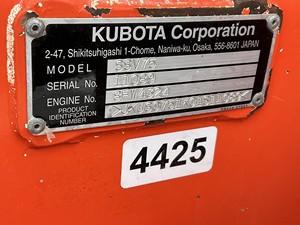 KUBOTA Corporation
2-47, Shikitsuhigashi 1-Chome, Naniwa-ku, Osaka, 556-8601 JAPAN
MODEL SSV75
SERIAL NO.
ENGINE NO.
PRODUCT IDENTIFICATION NUMBER
4425